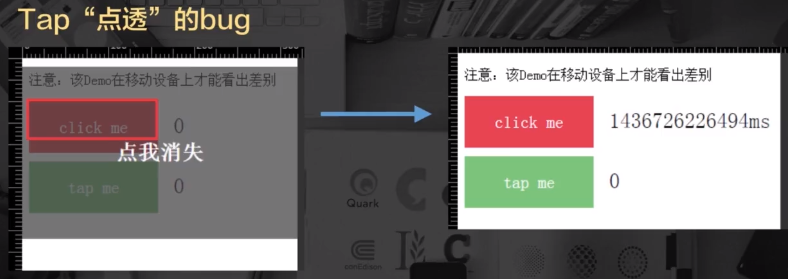 Tap“点透”的bug
注意：该Demo在移动设备上才能看出差别
click me 0
点我消失
tap me 0
注意：该Demo在移动设备上才能看出差别
click me 1436726226494ms
tap me 0
Quark